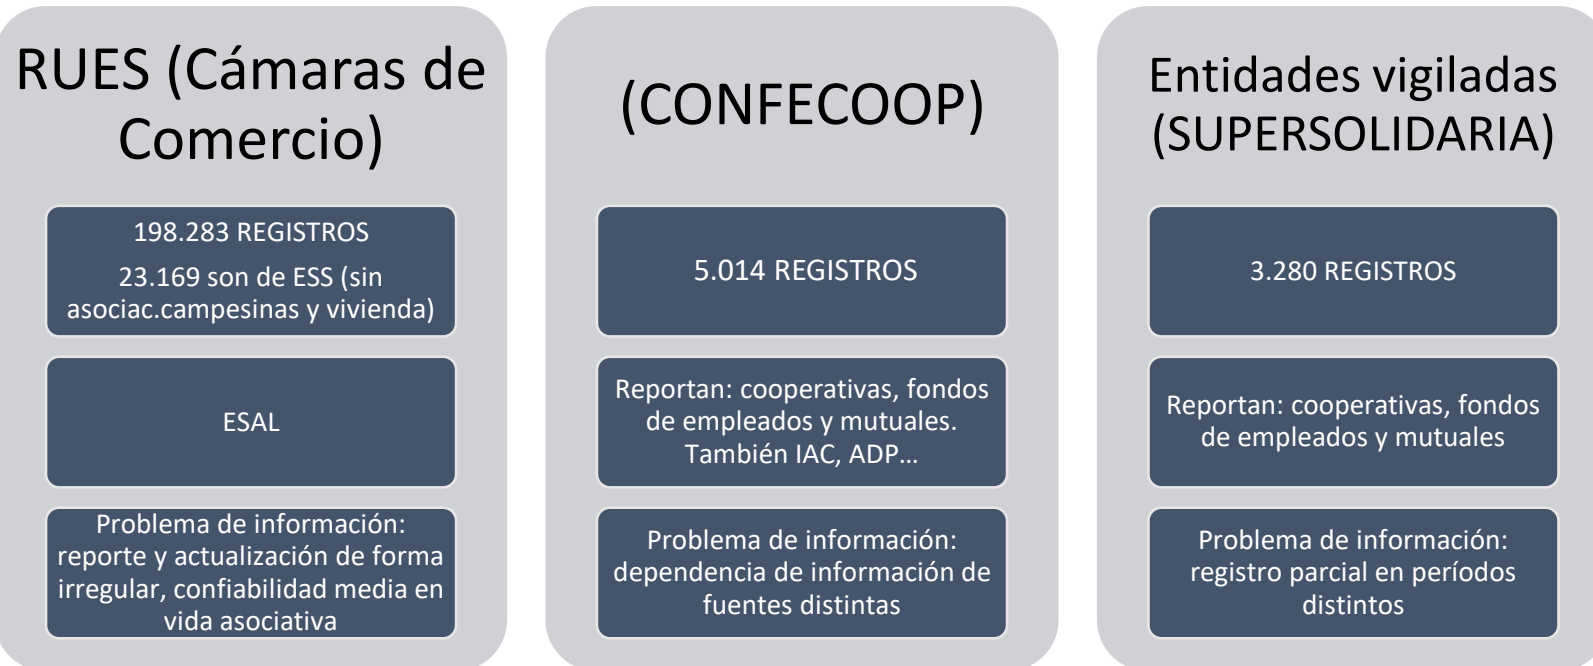 RUES (Cámaras de
Comercio)
198.283 REGISTROS
23.169 son de ESS (sin
asociac.campesinas y vivienda)
ESAL
Problema de información:
reporte y actualización de forma
irregular, confiabilidad media en
vida asociativa
(CONFECOOP)
5.014 REGISTROS
Reportan: cooperativas, fondos
de empleados y mutuales.
También IAC, ADP...
Problema de información:
dependencia de información de
fuentes distintas
Entidades vigiladas
(SUPERSOLIDARIA)
3.280 REGISTROS
Reportan: cooperativas, fondos
de empleados y mutuales
Problema de información:
registro parcial en períodos
distintos